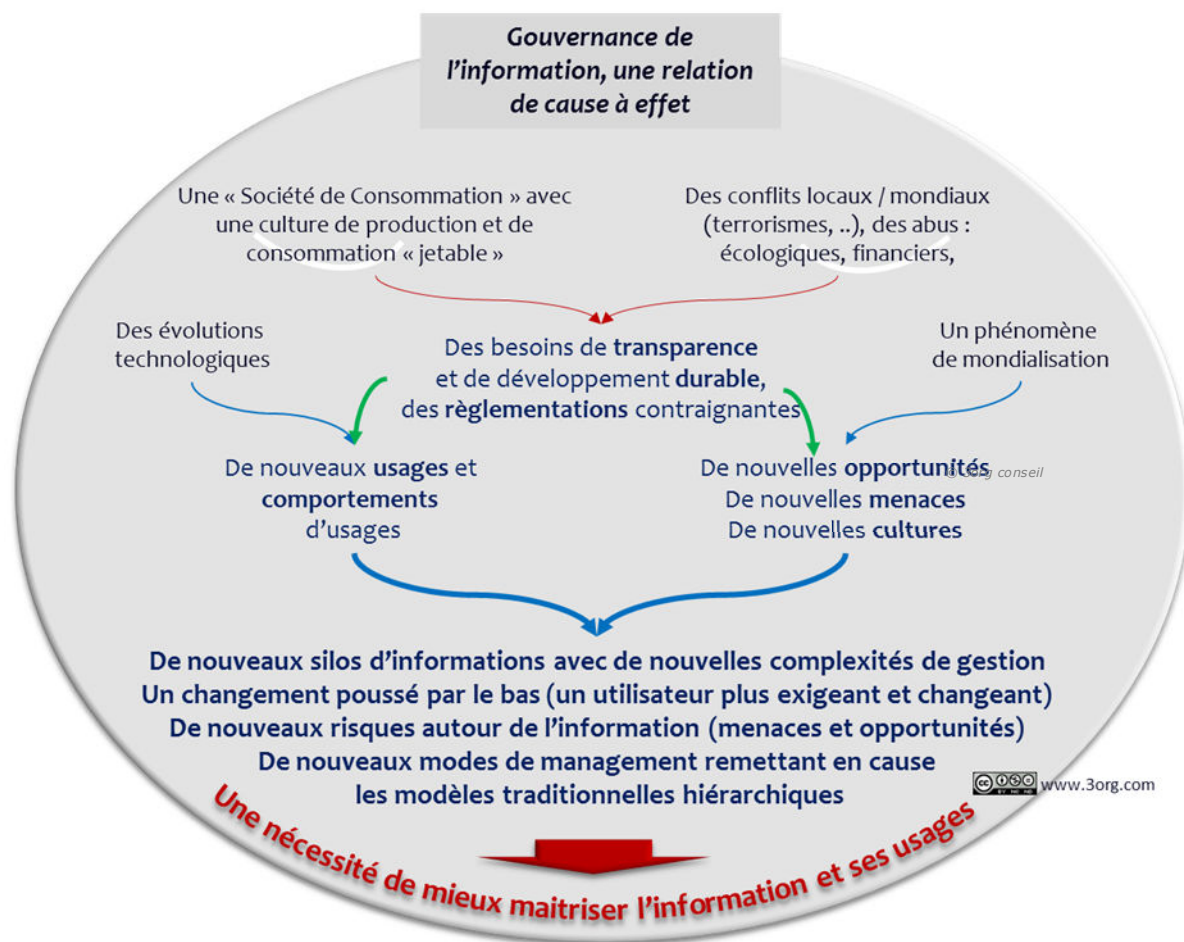 Gouvernance de
l'information, une relation
de cause à effet
Une « Société de Consommation » avec
une culture de production et de
consommation « jetable »
Des conflits locaux / mondiaux
(terrorismes, ..), des abus :
écologiques, financiers,
Des évolutions
technologiques
Des besoins de transparence
et de développement durable,
des règlementations contraignantes
Un phénomène
de mondialisation
De nouveaux usages et
comportements
d'usages
De nouvelles opportunités
De nouvelles menaces
De nouvelles cultures
© 3org conseil
De nouveaux silos d'informations avec de nouvelles complexités de gestion
Un changement poussé par le bas (un utilisateur plus exigeant et changeant)
De nouveaux risques autour de l'information (menaces et opportunités)
De nouveaux modes de management remettant en cause
les modèles traditionnelles hiérarchiques
cc BY NC ND www.3org.com
Une nécessité de mieux maitriser l'information et ses usages